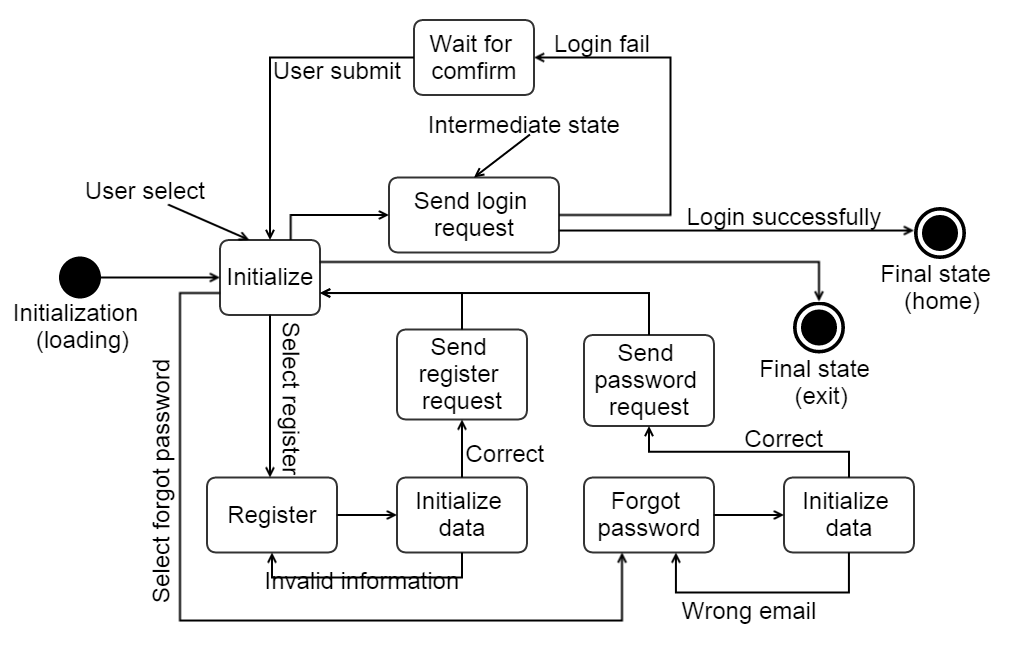 Wait for
comfirm
Login fail
User submit
Intermediate state
User select
Send login
request
Login successfully
Initialize
Final state
(home)
Initialization
(loading)
Select register
Send
register
request
Send
password
request
Final state
(exit)
Select forgot password
Correct
Correct
Register
Initialize
data
Forgot
password
Initialize
data
Invalid information
Wrong email